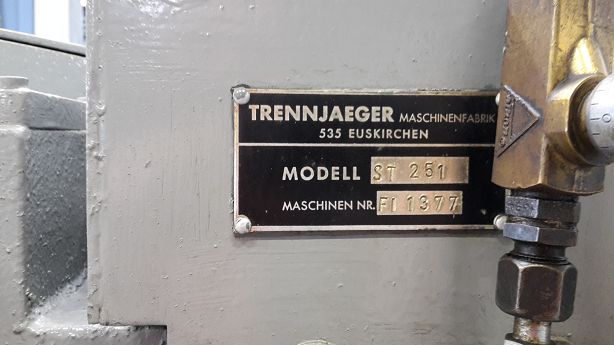 TRENNJAEGER MASCHINENFABRIK
535 EUSKIRCHEN
MODELL ST 251
MASCHINEN NR. FI 1377